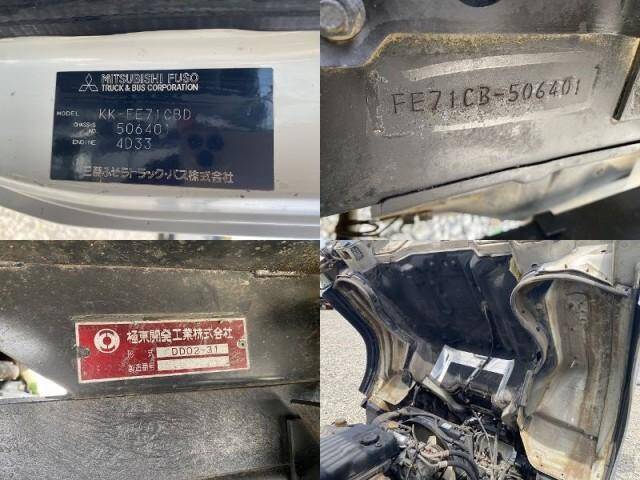 MITSUBISHI FUSO
TRUCK & BUS CORPORATION
MODEL KK-FE71CBD
CHASSIS NO. 506401
ENGINE 4D33
三菱ふそうトラック・バス株式会社
FE71CB-506401
極東開発工業株式会社
形式 DD02-31
製造番号